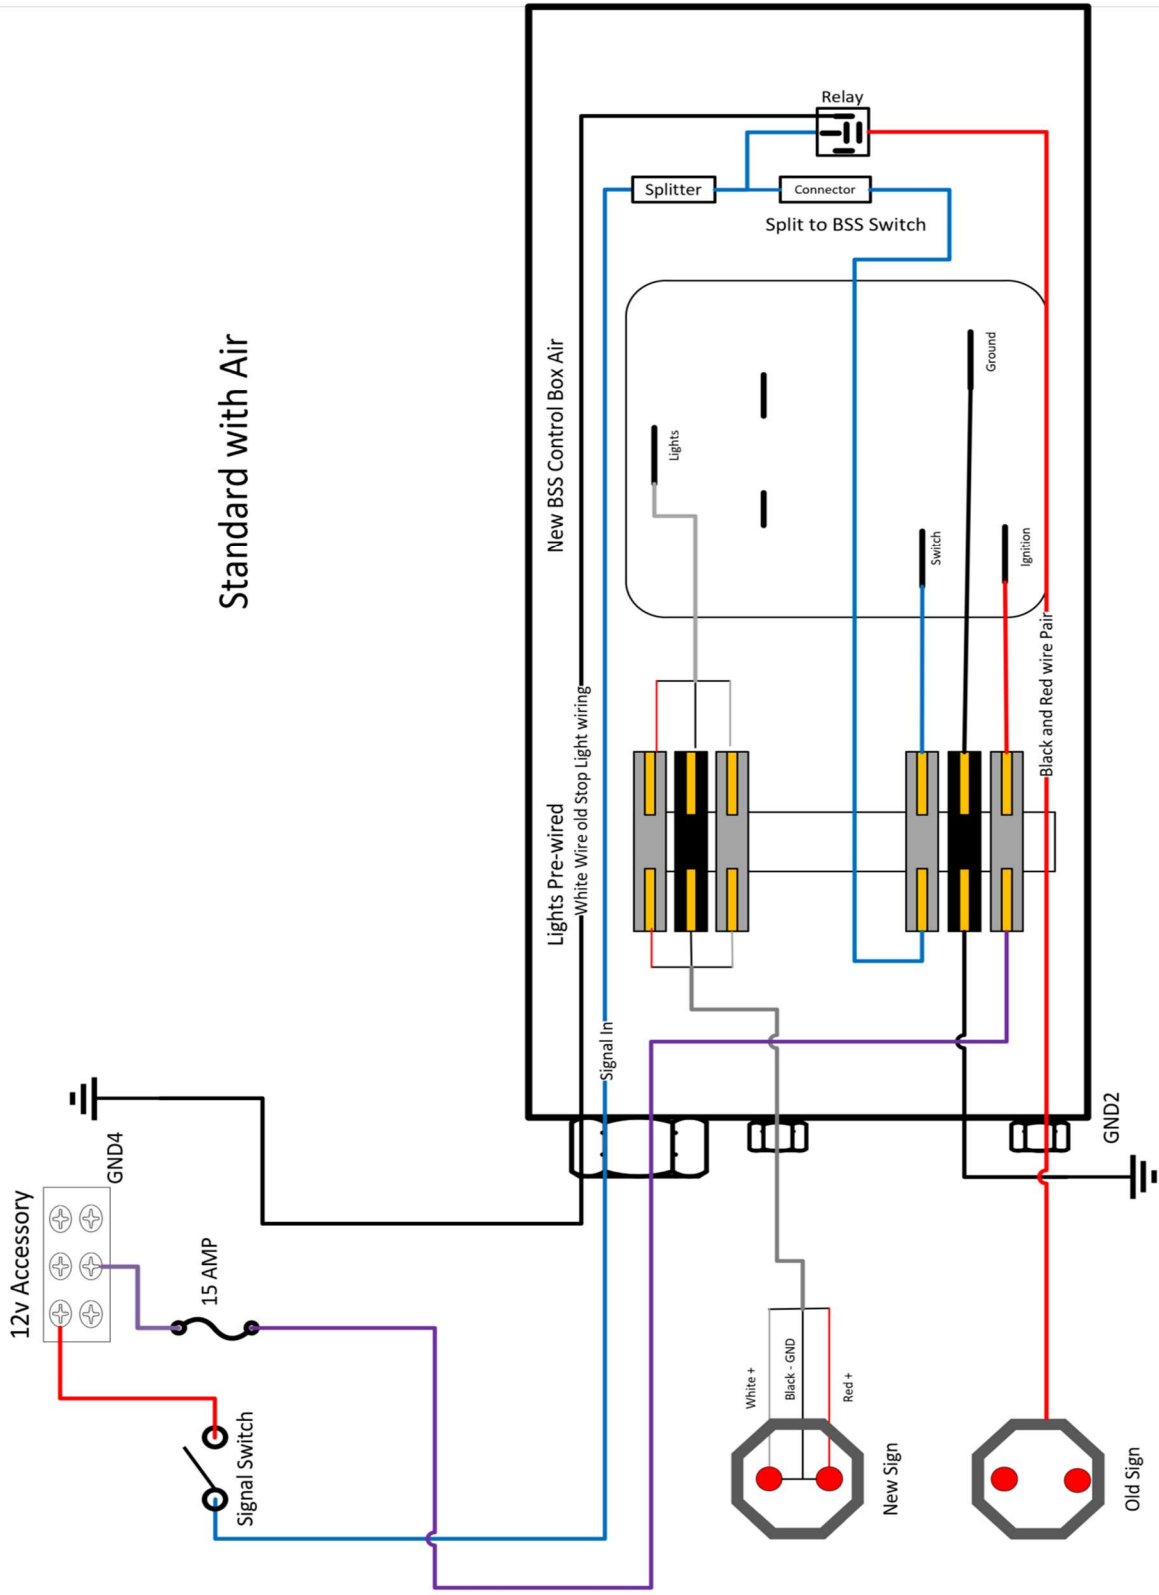 Relay
Splitter
Connector
Split to BSS Switch
Standard with Air
New BSS Control Box Air
Lights
Ground
Switch
Ignition
Lights Pre-wired
White Wire old Stop Light wiring
Black and Red wire Pair
Signal In
GND2
GND4
12v Accessory
15 AMP
Signal Switch
White +
Black - GND
Red +
New Sign
Old Sign